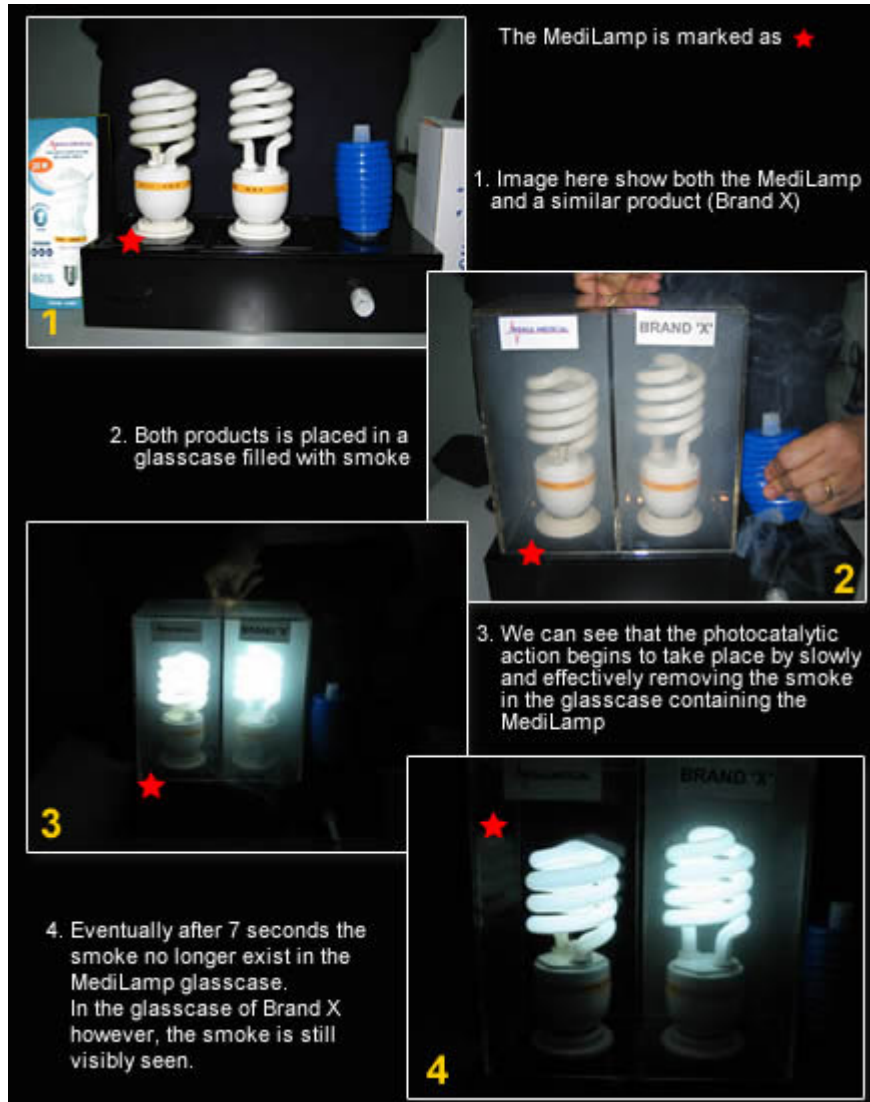 The MediLamp is marked as
1. Image here show both the MediLamp
and a similar product (Brand X)
1
BRAND 'X'
2. Both products is placed in a
glasscase filled with smoke
2
3. We can see that the photocatalytic
action begins to take place by slowly
and effectively removing the smoke
in the glasscase containing the
MediLamp
BRAND 'X'
3
BRAND 'X'
4. Eventually after 7 seconds the
smoke no longer exist in the
MediLamp glasscase.
In the glasscase of Brand X
however, the smoke is still
visibly seen.
4